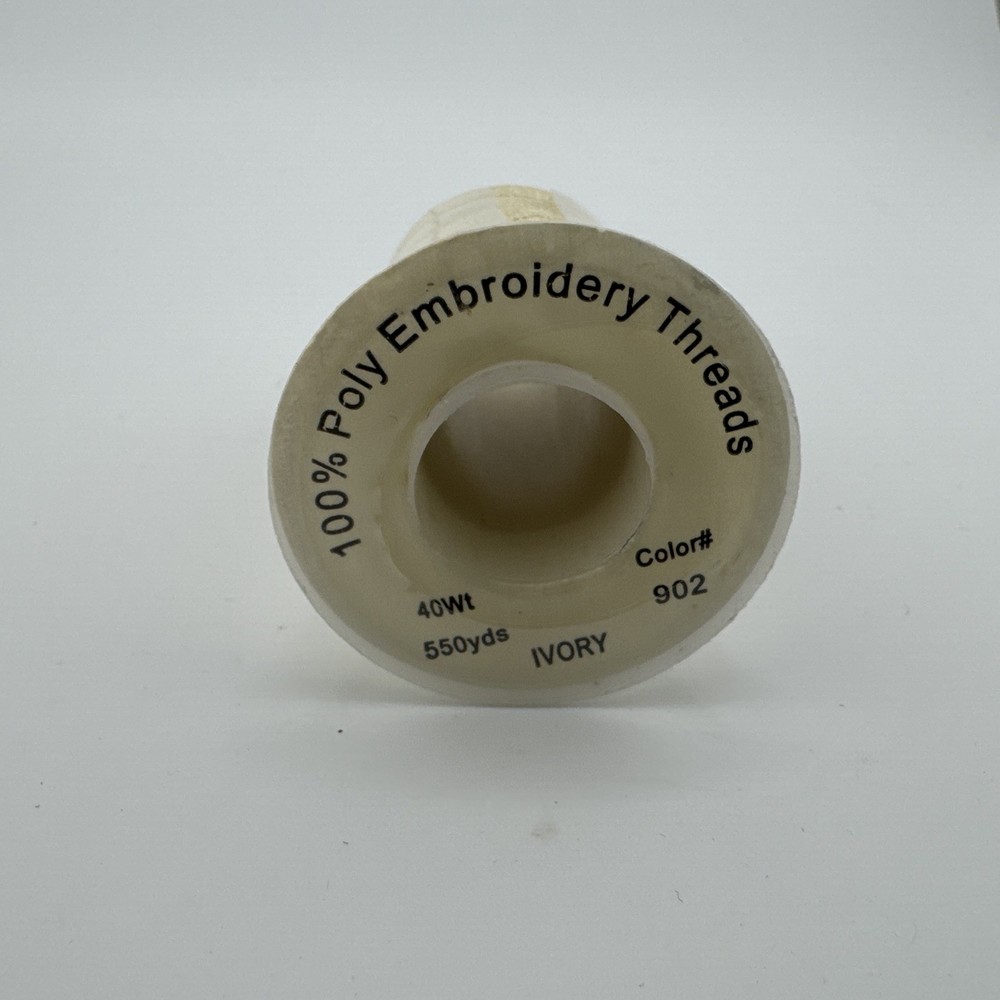 100% Poly Embroidery Threads
40Wt
550yds
IVORY
Color#
902